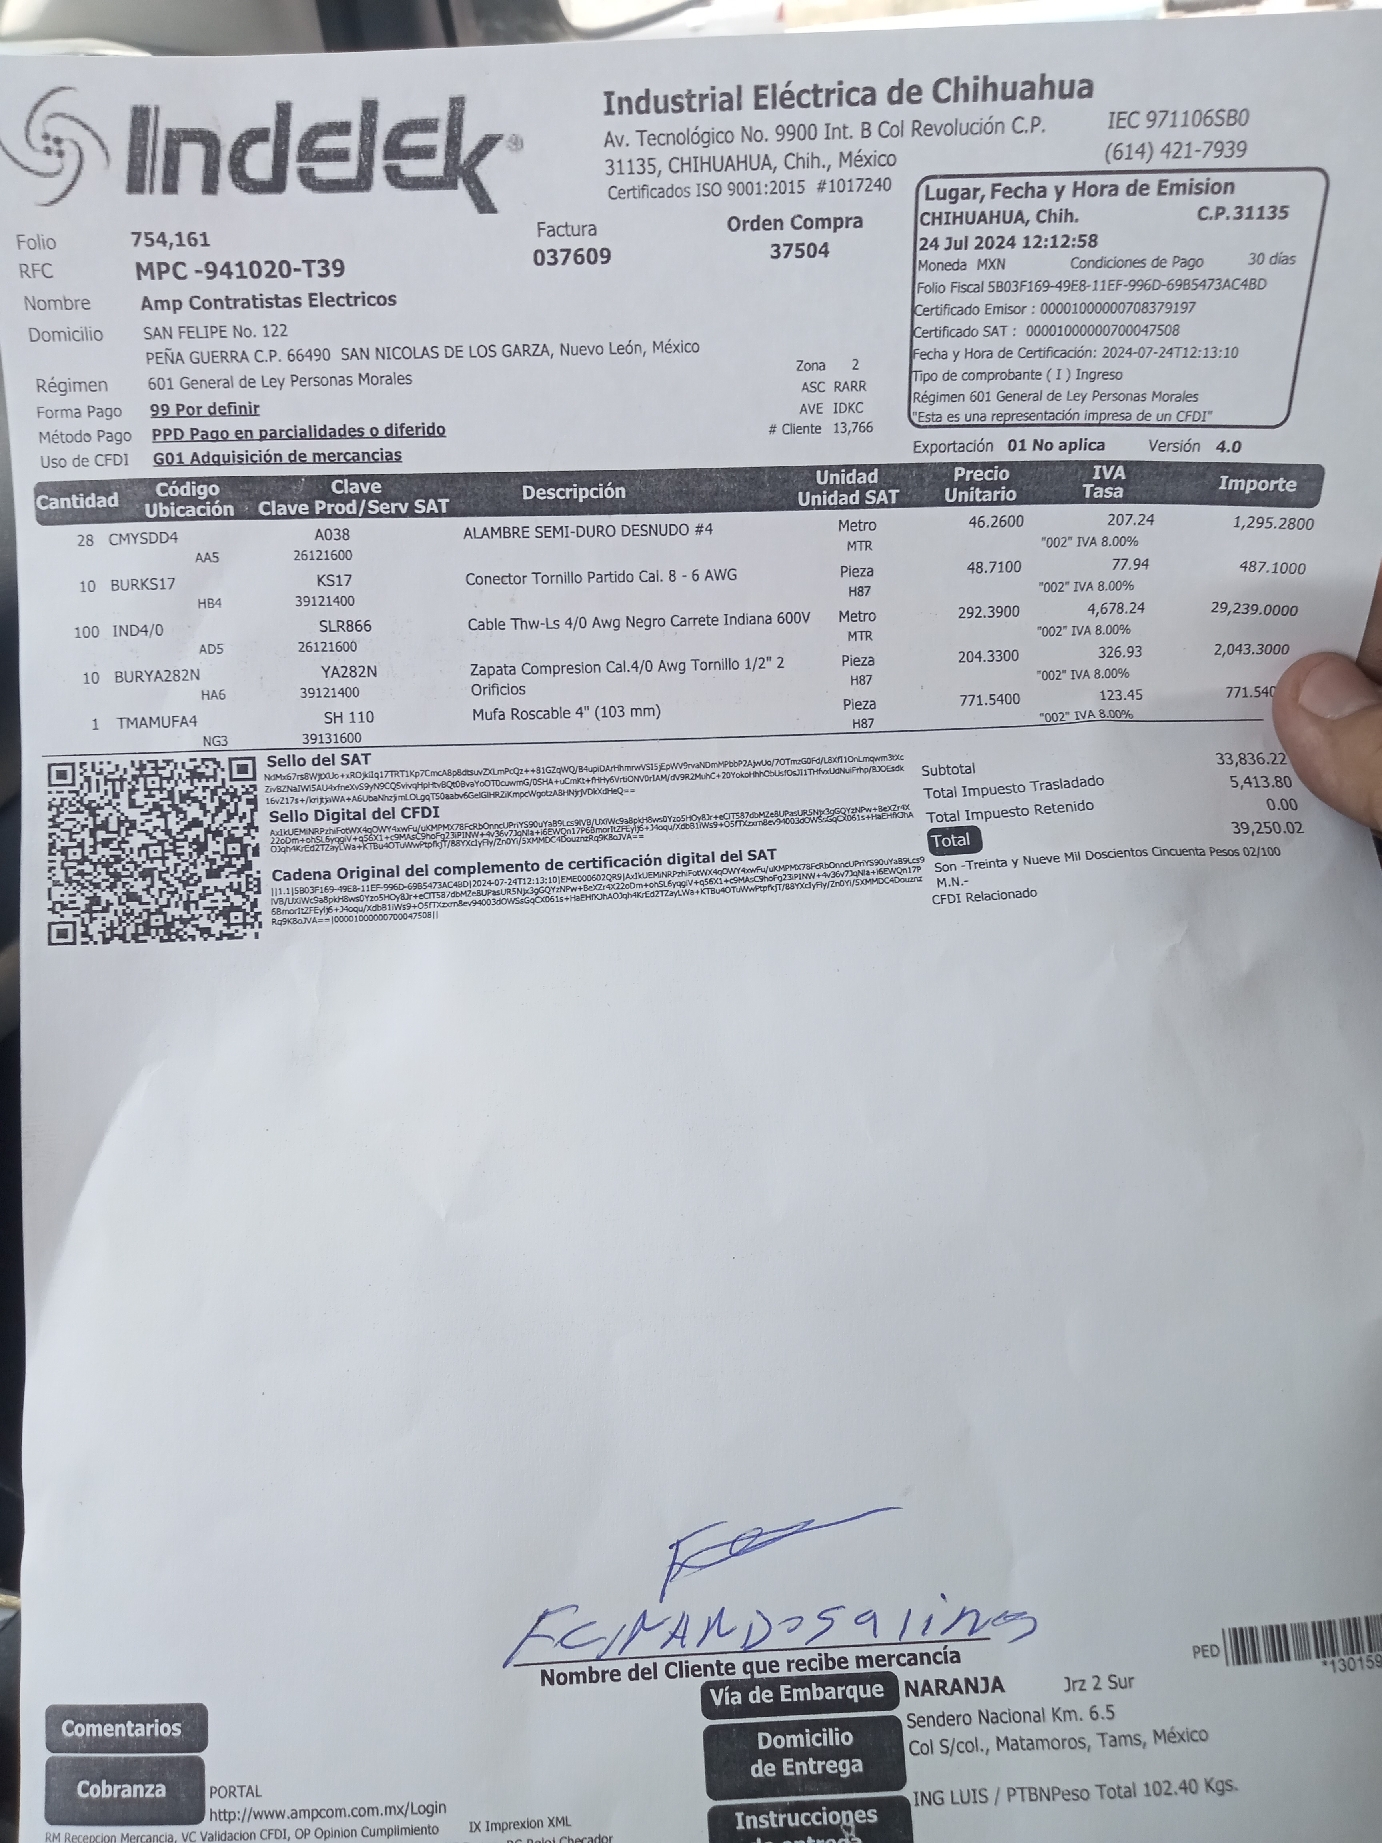 Indelek®
Industrial Eléctrica de Chihuahua
Av. Tecnológico No. 9900 Int. B Col Revolución C.P.
31135, CHIHUAHUA, Chih., México
Certificados ISO 9001:2015 #1017240
IEC 971106SB0
(614) 421-7939
Folio 754,161
Factura
037609
Orden Compra
37504
RFC MPC -941020-T39
Nombre Amp Contratistas Electricos
Domicilio SAN FELIPE No. 122
PEÑA GUERRA C.P. 66490 SAN NICOLAS DE LOS GARZA, Nuevo León, México
Régimen 601 General de Ley Personas Morales
Forma Pago 99 Por definir
Método Pago PPD Pago en parcialidades o diferido
Uso de CFDI G01 Adquisición de mercancias
Zona 2
ASC RARR
AVE IDKC
# Cliente 13,766
Lugar, Fecha y Hora de Emision
CHIHUAHUA, Chih. C.P.31135
24 Jul 2024 12:12:58
Moneda MXN Condiciones de Pago 30 días
Folio Fiscal 5B03F169-49E8-11EF-996D-69B5473AC4BD
Certificado Emisor : 00001000000708379197
Certificado SAT : 00001000000700047508
Fecha y Hora de Certificación: 2024-07-24T12:13:10
Tipo de comprobante ( I ) Ingreso
Régimen 601 General de Ley Personas Morales
"Esta es una representación impresa de un CFDI"
Exportación 01 No aplica Versión 4.0
Cantidad Código Clave Descripción Unidad Precio IVA Importe
Ubicación Clave Prod/Serv SAT Unidad SAT Unitario Tasa
28 CMYSDD4 A038 ALAMBRE SEMI-DURO DESNUDO #4 Metro 46.2600 207.24 1,295.2800
AA5 26121600 MTR "002" IVA 8.00%
10 BURKS17 KS17 Conector Tornillo Partido Cal. 8 - 6 AWG Pieza 48.7100 77.94 487.1000
HB4 39121400 H87 "002" IVA 8.00%
100 IND4/0 SLR866 Cable Thw-Ls 4/0 Awg Negro Carrete Indiana 600V Metro 292.3900 4,678.24 29,239.0000
AD5 26121600 MTR "002" IVA 8.00%
10 BURYA282N YA282N Zapata Compresion Cal.4/0 Awg Tornillo 1/2" 2 Pieza 204.3300 326.93 2,043.3000
HA6 39121400 Orificios H87 "002" IVA 8.00%
1 TMAMUFA4 SH 110 Mufa Roscable 4" (103 mm) Pieza 771.5400 123.45 771.540
NG3 39131600 H87 "002" IVA 8.00%
Sello del SAT
Sello Digital del CFDI
Cadena Original del complemento de certificación digital del SAT
Subtotal 33,836.22
Total Impuesto Trasladado 5,413.80
Total Impuesto Retenido 0.00
Total 39,250.02
Son -Treinta y Nueve Mil Doscientos Cincuenta Pesos 02/100
M.N.-
CFDI Relacionado
Nombre del Cliente que recibe mercancía
PED
*130159
Vía de Embarque NARANJA Jrz 2 Sur
Domicilio
de Entrega
Sendero Nacional Km. 6.5
Col S/col., Matamoros, Tams, México
Instrucciones
ING LUIS / PTBNPeso Total 102.40 Kgs.
Comentarios
Cobranza
PORTAL
http://www.ampcom.com.mx/Login
RM Recepcion Mercancia, VC Validacion CFDI, OP Opinion Cumplimiento
IX Imprexion XML